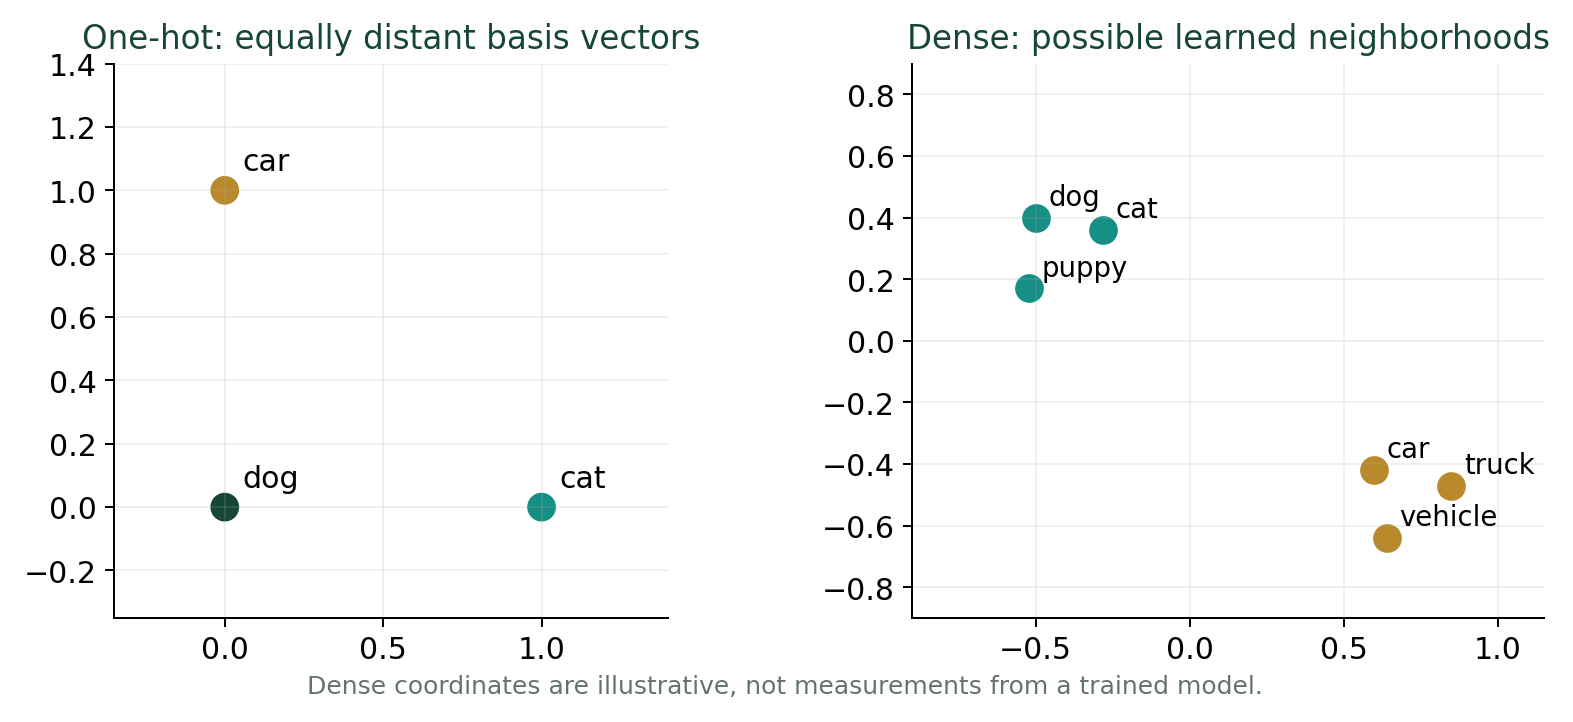 One-hot: equally distant basis vectors
1.4
1.2
1.0
0.8
0.6
0.4
0.2
0.0
−0.2
car
dog
cat
0.0
0.5
1.0
Dense: possible learned neighborhoods
0.8
0.6
0.4
0.2
0.0
−0.2
−0.4
−0.6
−0.8
dog
cat
puppy
car
truck
vehicle
−0.5
0.0
0.5
1.0
Dense coordinates are illustrative, not measurements from a trained model.